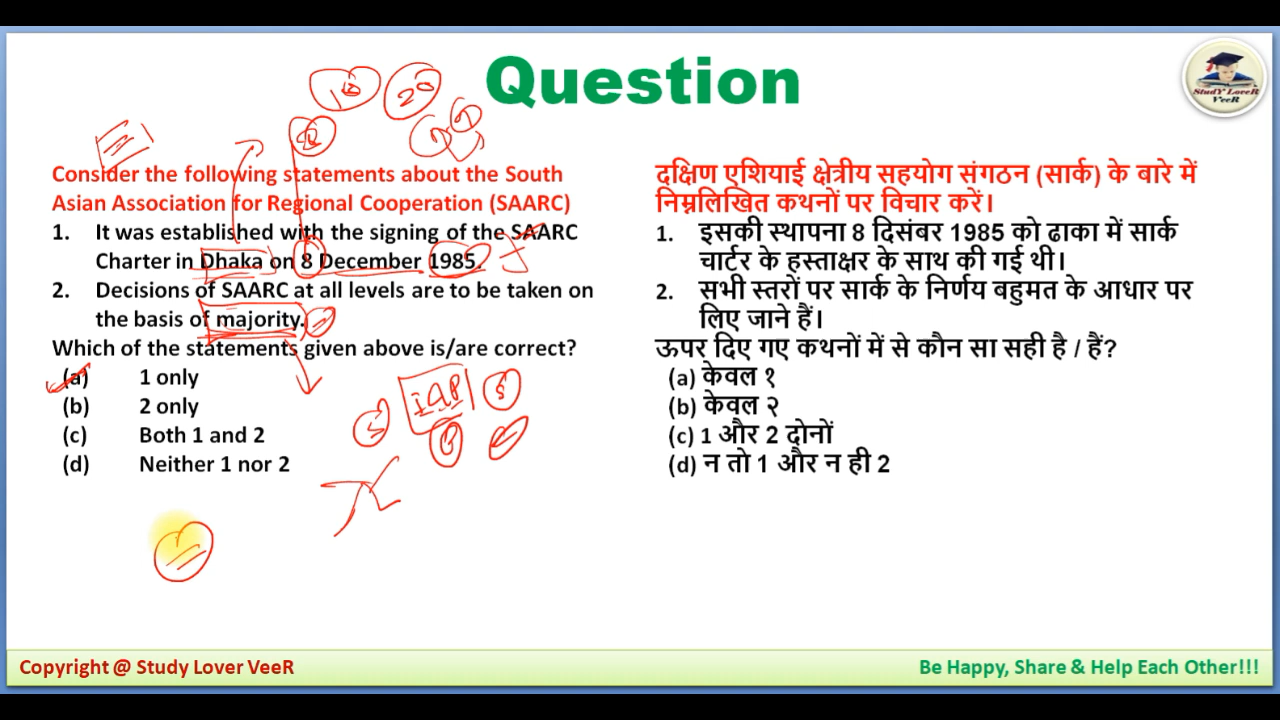 Question
StudY LoveR
VeeR
Consider the following statements about the South
Asian Association for Regional Cooperation (SAARC)
1. It was established with the signing of the SAARC
Charter in Dhaka on 8 December 1985.
2. Decisions of SAARC at all levels are to be taken on
the basis of majority.
Which of the statements given above is/are correct?
(a) 1 only
(b) 2 only
(c) Both 1 and 2
(d) Neither 1 nor 2
दक्षिण एशियाई क्षेत्रीय सहयोग संगठन (सार्क) के बारे में
निम्नलिखित कथनों पर विचार करें।
1. इसकी स्थापना 8 दिसंबर 1985 को ढाका में सार्क
चार्टर के हस्ताक्षर के साथ की गई थी।
2. सभी स्तरों पर सार्क के निर्णय बहुमत के आधार पर
लिए जाने हैं।
ऊपर दिए गए कथनों में से कौन सा सही है / हैं?
(a) केवल १
(b) केवल २
(c) 1 और 2 दोनों
(d) न तो 1 और न ही 2
Copyright @ Study Lover VeeR
Be Happy, Share & Help Each Other!!!